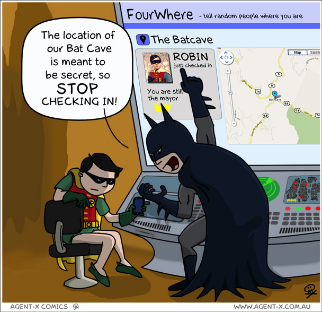 FourWhere - tell random people where you are
The Batcave
The location of
our Bat Cave
is meant to
be secret, so
STOP
CHECKING IN!
ROBIN
just checked in
You are still
the mayor
AGENT-X COMICS
WWW.AGENT-X.COM.AU